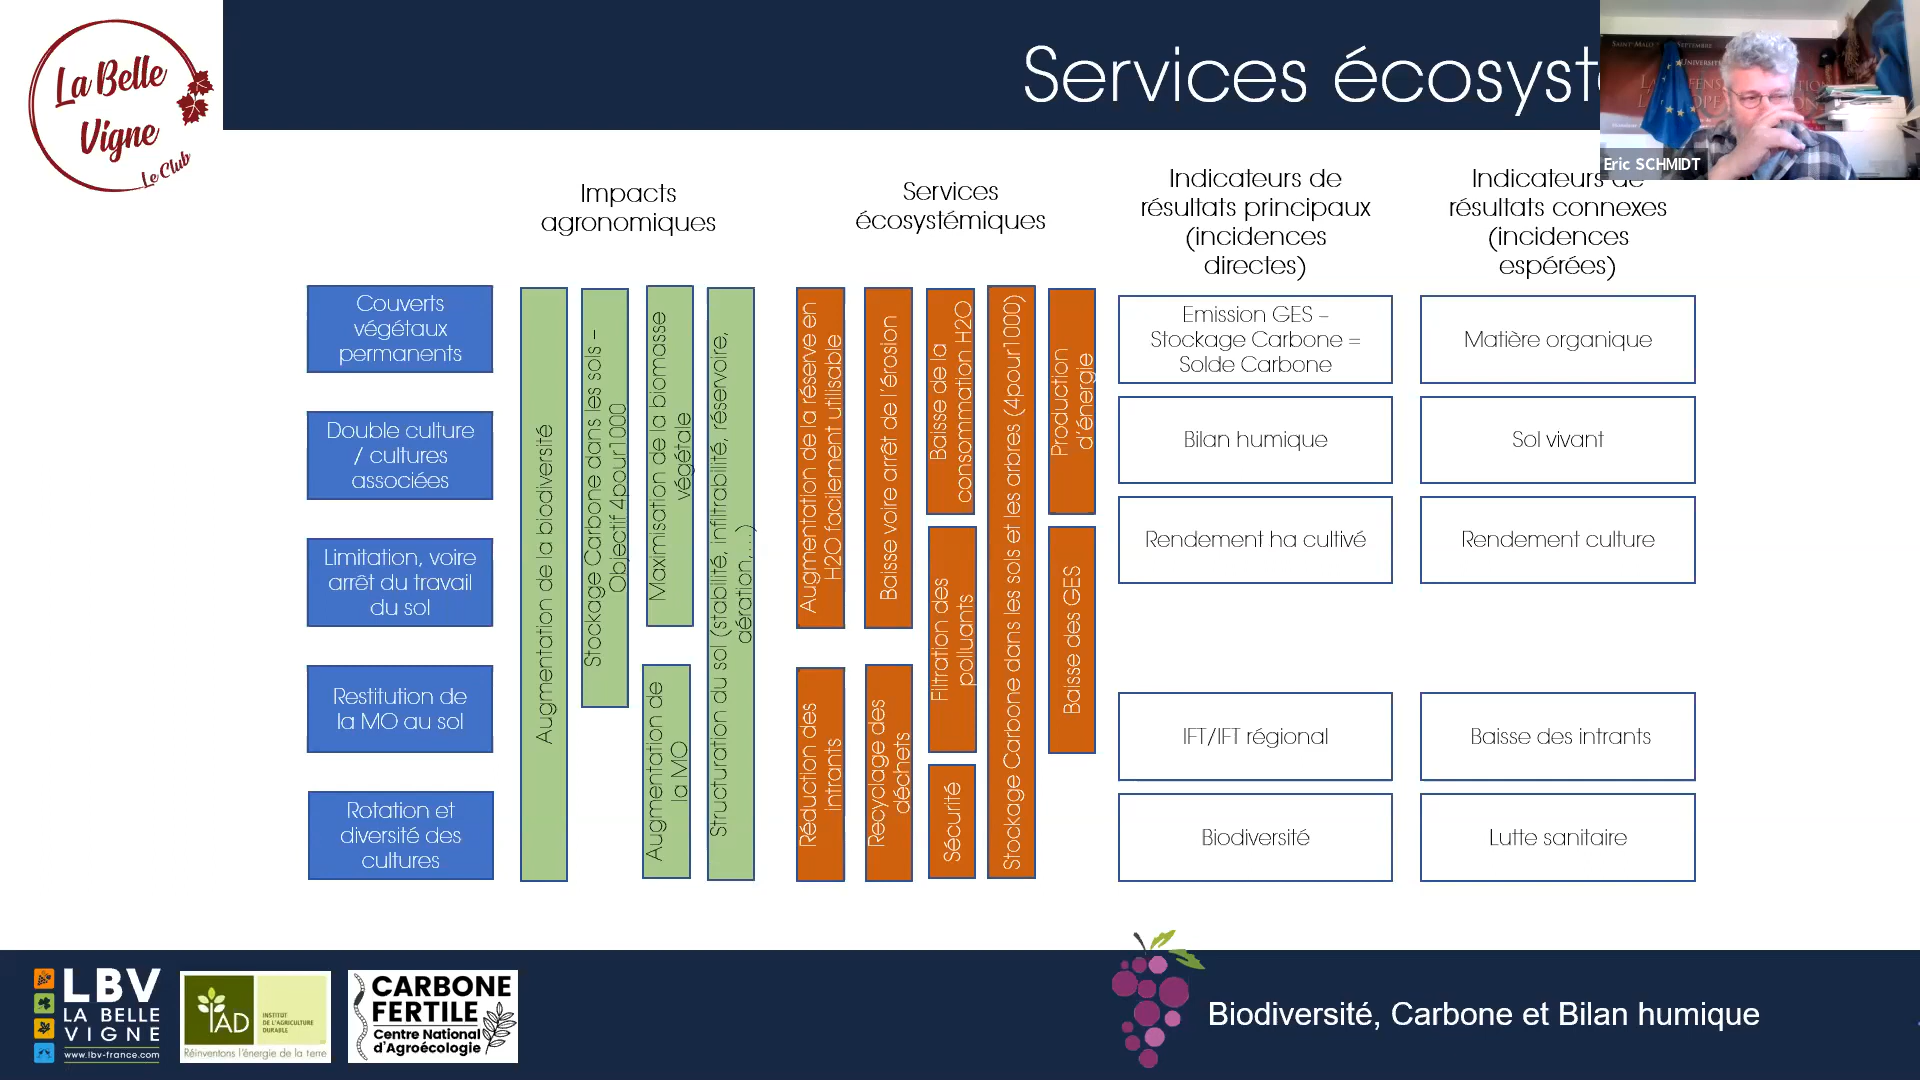 La Belle
Vigne
Le Club
Services écosyst
Eric SCHMIDT
Impacts
agronomiques
Services
écosystémiques
Indicateurs de
résultats principaux
(incidences
directes)
Indicateurs de
résultats connexes
(incidences
espérées)
Couverts
végétaux
permanents
Double culture
/ cultures
associées
Limitation, voire
arrêt du travail
du sol
Restitution de
la MO au sol
Rotation et
diversité des
cultures
Augmentation de la biodiversité
Stockage Carbone dans les sols –
Objectif 4pour1000
Maximisation de la biomasse
végétale
Augmentation de
la MO
Structuration du sol (stabilité, infiltrabilité, réservoire,
aération,…)
Augmentation de la réserve en
H2O facilement utilisable
Réduction des
intrants
Baisse voire arrêt de l'érosion
Recyclage des
déchets
Baisse de la
consommation H2O
Filtration des
polluants
Sécurité
Stockage Carbone dans les sols et les arbres (4pour1000)
Production
d'énergie
Baisse des GES
Emission GES –
Stockage Carbone =
Solde Carbone
Bilan humique
Rendement ha cultivé
IFT/IFT régional
Biodiversité
Matière organique
Sol vivant
Rendement culture
Baisse des intrants
Lutte sanitaire
LBV
LA BELLE
VIGNE
www.lbv-france.com
IAD
INSTITUT
DE L'AGRICULTURE
DURABLE
Réinventons l'énergie de la terre
CARBONE
FERTILE
Centre National
d'Agroécologie
Biodiversité, Carbone et Bilan humique